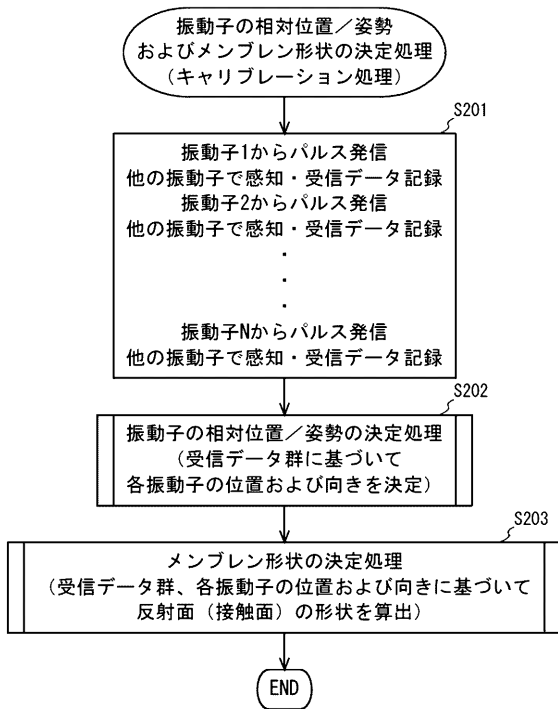 振動子の相対位置／姿勢
およびメンブレン形状の決定処理
（キャリブレーション処理）
S201
振動子1からパルス発信
他の振動子で感知・受信データ記録
振動子2からパルス発信
他の振動子で感知・受信データ記録
・
・
・
振動子Nからパルス発信
他の振動子で感知・受信データ記録
S202
振動子の相対位置／姿勢の決定処理
（受信データ群に基づいて
各振動子の位置および向きを決定）
S203
メンブレン形状の決定処理
（受信データ群、各振動子の位置および向きに基づいて
反射面（接触面）の形状を算出）
END